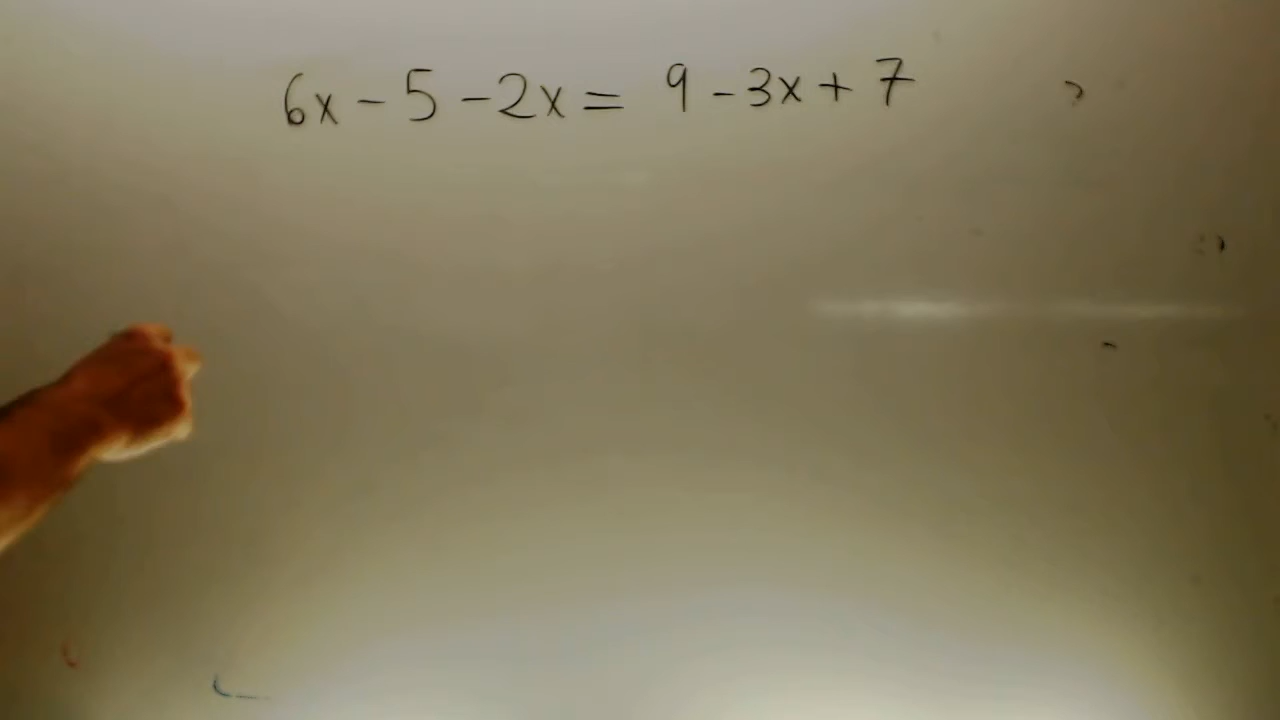 6x - 5 - 2x = 9 - 3x + 7